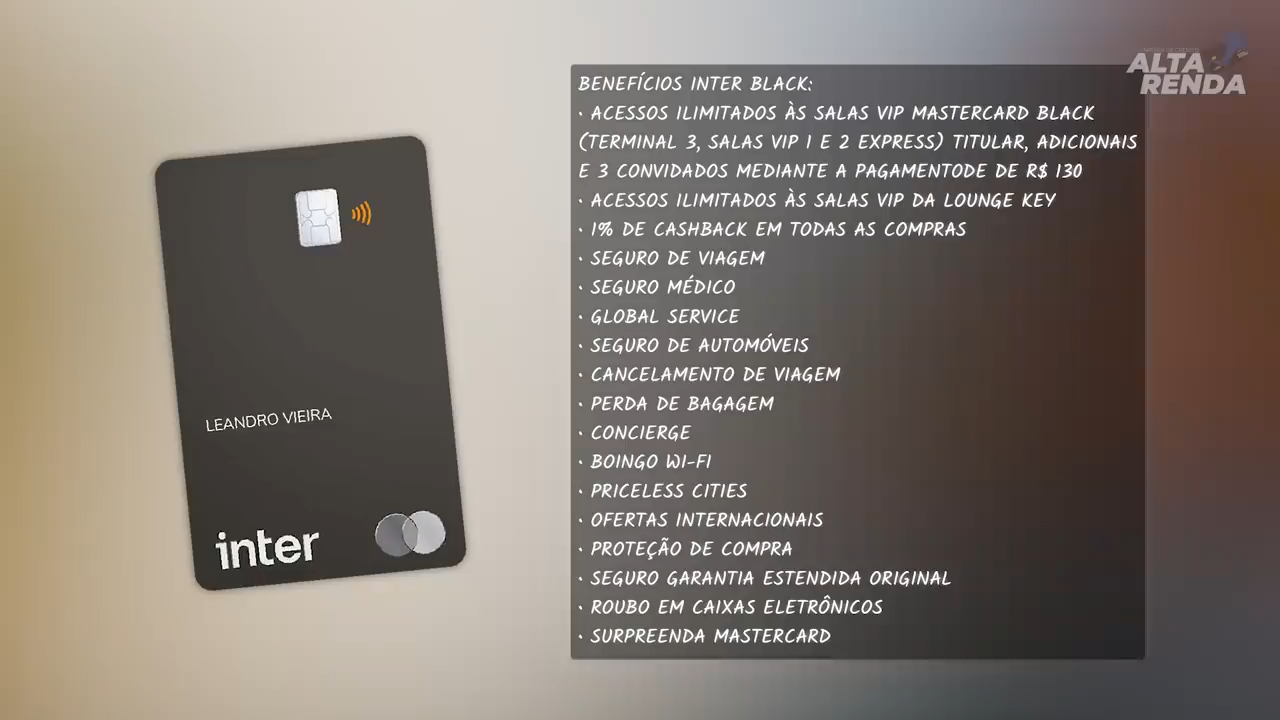 ALTA
RENDA
BENEFÍCIOS INTER BLACK:
· ACESSOS ILIMITADOS ÀS SALAS VIP MASTERCARD BLACK
(TERMINAL 3, SALAS VIP 1 E 2 EXPRESS) TITULAR, ADICIONAIS
E 3 CONVIDADOS MEDIANTE A PAGAMENTODE DE R$ 130
· ACESSOS ILIMITADOS ÀS SALAS VIP DA LOUNGE KEY
· 1% DE CASHBACK EM TODAS AS COMPRAS
· SEGURO DE VIAGEM
· SEGURO MÉDICO
· GLOBAL SERVICE
· SEGURO DE AUTOMÓVEIS
· CANCELAMENTO DE VIAGEM
· PERDA DE BAGAGEM
· CONCIERGE
· BOINGO WI-FI
· PRICELESS CITIES
· OFERTAS INTERNACIONAIS
· PROTEÇÃO DE COMPRA
· SEGURO GARANTIA ESTENDIDA ORIGINAL
· ROUBO EM CAIXAS ELETRÔNICOS
· SURPREENDA MASTERCARD
LEANDRO VIEIRA
inter